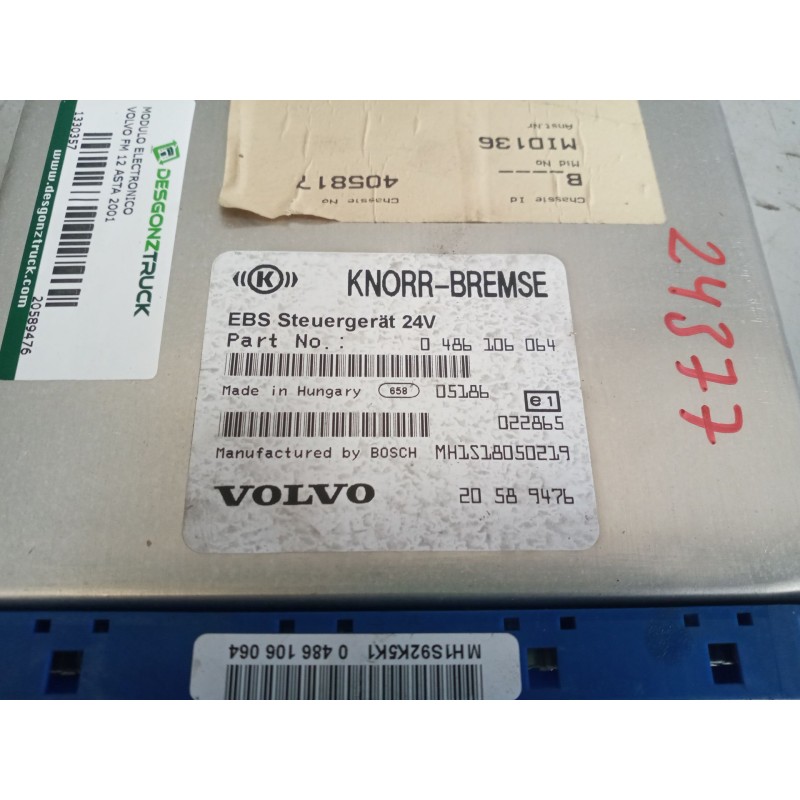 DESGONZTRUCK
MODULO ELECTRONICO
VOLVO FM 12 ASTA 2001
1330357
20589476
www.desgonztruck.com
Chassie Id
B----
Mid No
MID136
Anst.Nr
Chassie No
405817
24377
K
KNORR-BREMSE
EBS Steuergerät 24V
Part No.: 0 486 106 064
Made in Hungary 658 05186
e1
022865
Manufactured by BOSCH MH1S18050219
VOLVO 20 58 9476
MH1S92K5K1 0 486 106 064